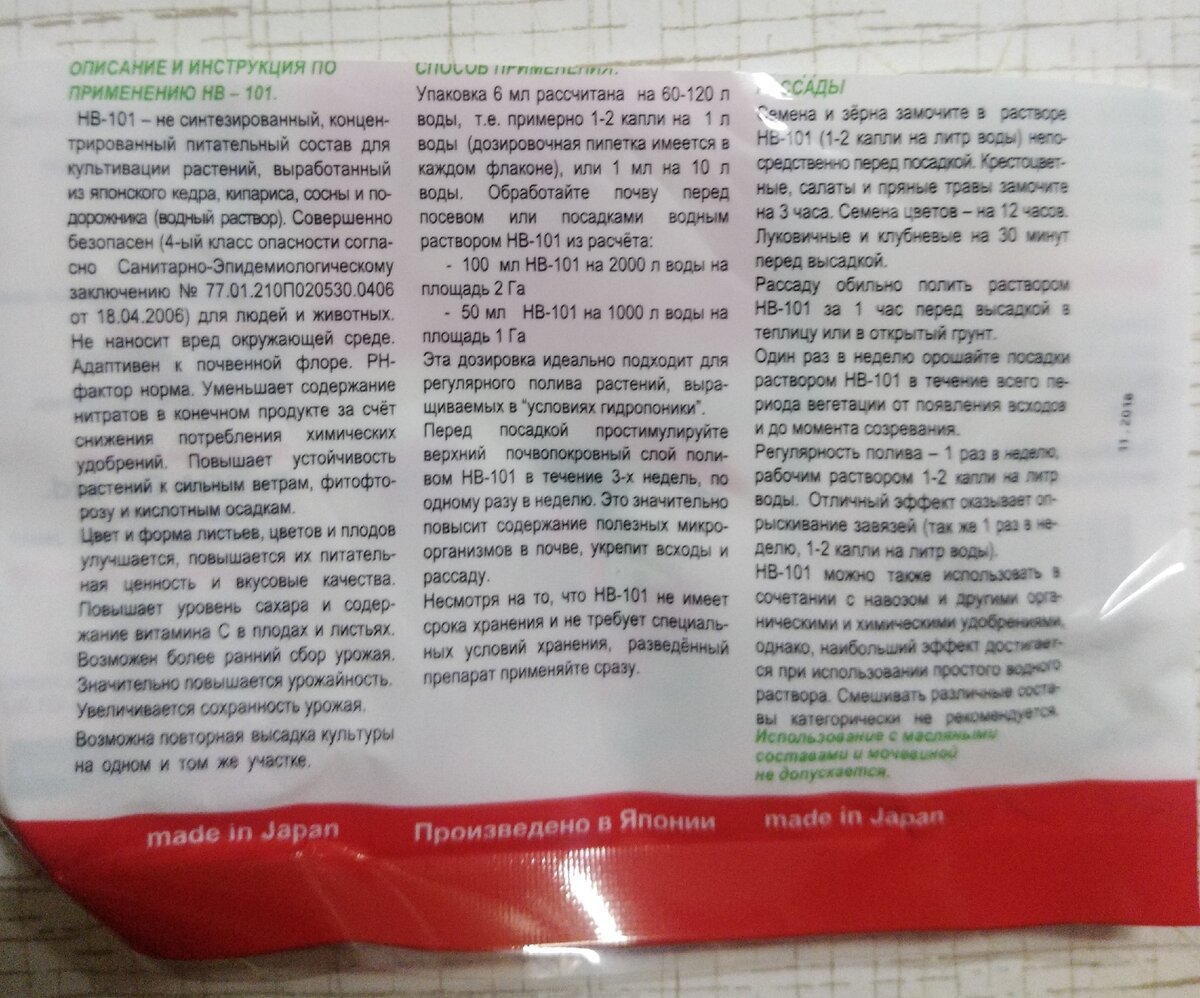 ОПИСАНИЕ И ИНСТРУКЦИЯ ПО
ПРИМЕНЕНИЮ НВ – 101.
НВ-101 – не синтезированный, концен-
трированный питательный состав для
культивации растений, выработанный
из японского кедра, кипариса, сосны и по-
дорожника (водный раствор). Совершенно
безопасен (4-ый класс опасности согла-
сно Санитарно-Эпидемиологическому
заключению № 77.01.210П020530.0406
от 18.04.2006) для людей и животных.
Не наносит вред окружающей среде.
Адаптивен к почвенной флоре. РН-
фактор норма. Уменьшает содержание
нитратов в конечном продукте за счёт
снижения потребления химических
удобрений. Повышает устойчивость
растений к сильным ветрам, фитофто-
розу и кислотным осадкам.
Цвет и форма листьев, цветов и плодов
улучшается, повышается их питатель-
ная ценность и вкусовые качества.
Повышает уровень сахара и содер-
жание витамина С в плодах и листьях.
Возможен более ранний сбор урожая.
Значительно повышается урожайность.
Увеличивается сохранность урожая.
Возможна повторная высадка культуры
на одном и том же участке.
СПОСОБ ПРИМЕНЕНИЯ:
Упаковка 6 мл рассчитана на 60-120 л
воды, т.е. примерно 1-2 капли на 1 л
воды (дозировочная пипетка имеется в
каждом флаконе), или 1 мл на 10 л
воды. Обработайте почву перед
посевом или посадками водным
раствором НВ-101 из расчёта:
- 100 мл НВ-101 на 2000 л воды на
площадь 2 Га
- 50 мл НВ-101 на 1000 л воды на
площадь 1 Га
Эта дозировка идеально подходит для
регулярного полива растений, выра-
щиваемых в “условиях гидропоники”.
Перед посадкой простимулируйте
верхний почвопокровный слой поли-
вом НВ-101 в течение 3-х недель, по
одному разу в неделю. Это значительно
повысит содержание полезных микро-
организмов в почве, укрепит всходы и
рассаду.
Несмотря на то, что НВ-101 не имеет
срока хранения и не требует специаль-
ных условий хранения, разведённый
препарат применяйте сразу.
РАССАДЫ
Семена и зёрна замочите в растворе
НВ-101 (1-2 капли на литр воды) непо-
средственно перед посадкой. Крестоцвет-
ные, салаты и пряные травы замочите
на 3 часа. Семена цветов – на 12 часов.
Луковичные и клубневые на 30 минут
перед высадкой.
Рассаду обильно полить раствором
НВ-101 за 1 час перед высадкой в
теплицу или в открытый грунт.
Один раз в неделю орошайте посадки
раствором НВ-101 в течение всего пе-
риода вегетации от появления всходов
и до момента созревания.
Регулярность полива – 1 раз в неделю,
рабочим раствором 1-2 капли на литр
воды. Отличный эффект оказывает оп-
рыскивание завязей (так же 1 раз в не-
делю, 1-2 капли на литр воды).
НВ-101 можно также использовать в
сочетании с навозом и другими орга-
ническими и химическими удобрениями,
однако, наибольший эффект достигает-
ся при использовании простого водного
раствора. Смешивать различные соста-
вы категорически не рекомендуется.
Использование с масляными
составами и мочевиной
не допускается.
11.2018
made in Japan
Произведено в Японии
made in Japan